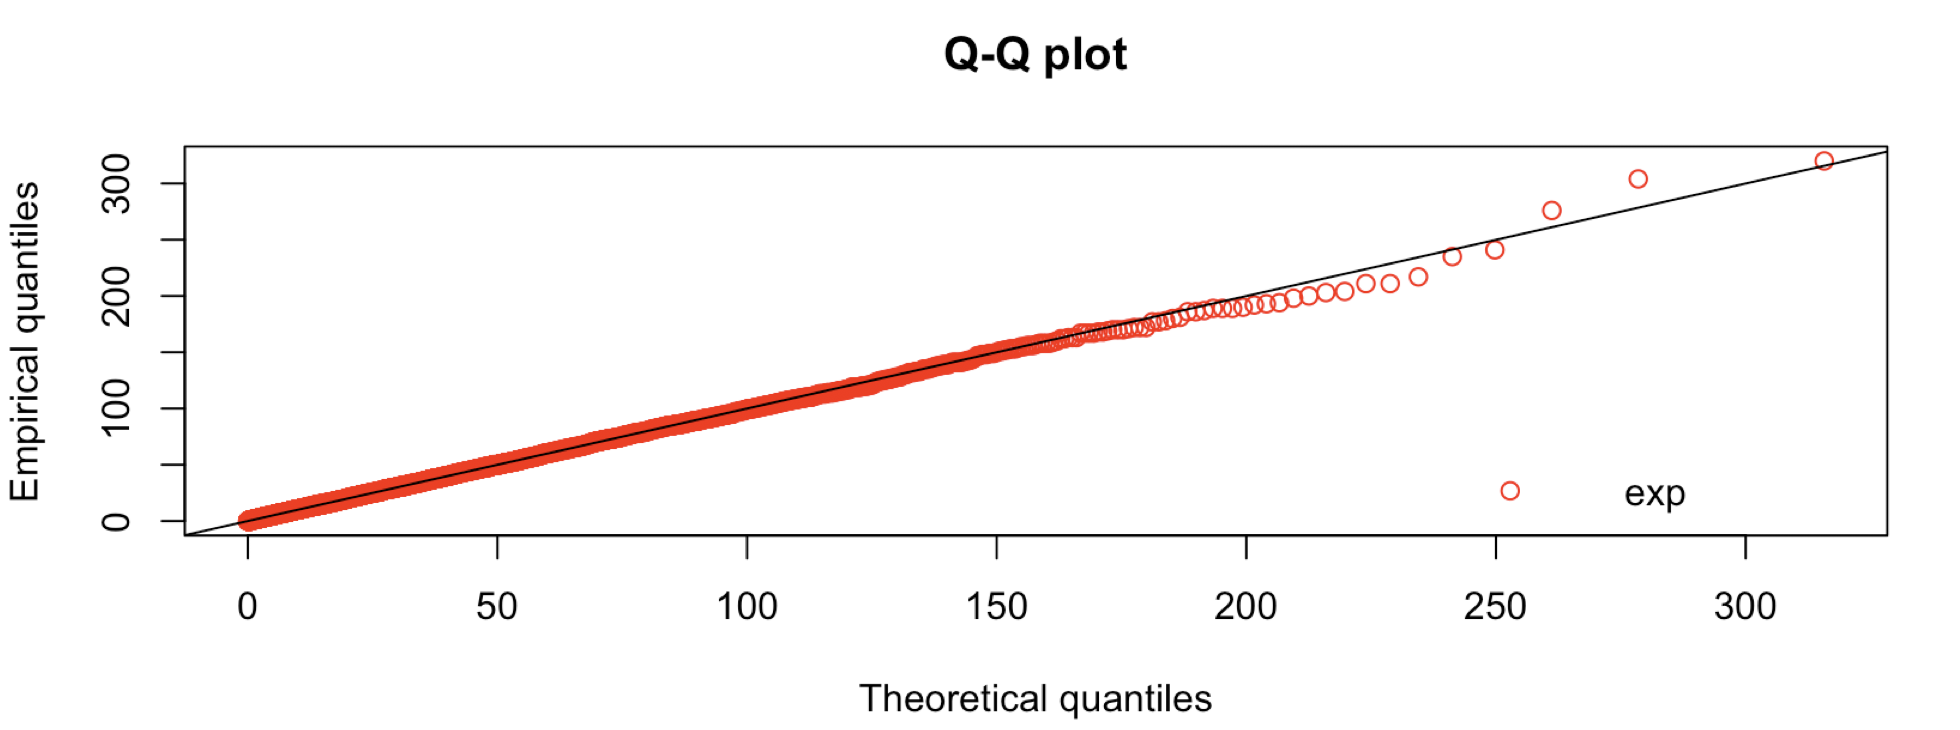 Q-Q plot
Empirical quantiles
300
200
100
0
exp
0 50 100 150 200 250 300
Theoretical quantiles